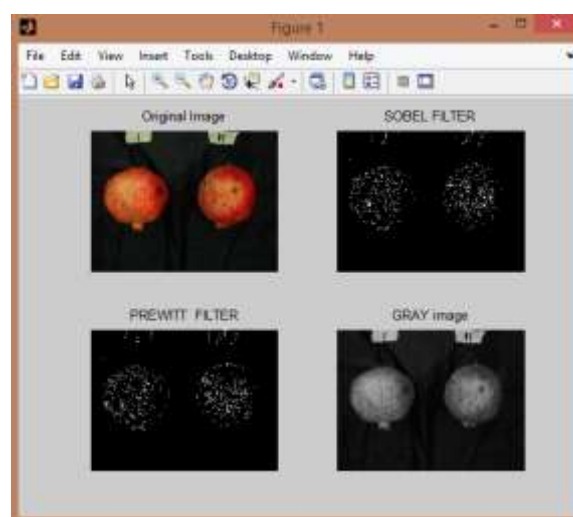 Figure 1
File Edit View Insert Tools Desktop Window Help
Original Image
SOBEL FILTER
PREWITT FILTER
GRAY image